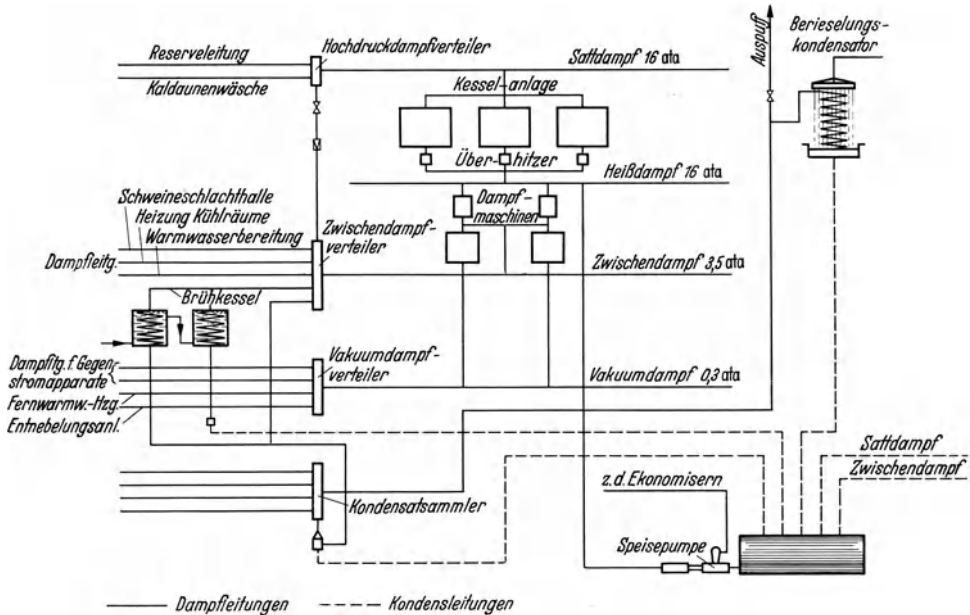 Reserveleitung
Kaldaunenwäsche
Hochdruckdampfverteiler
Sattdampf 16 ata
Kessel-anlage
Auspuff
Berieselungs-
kondensator
Über-hitzer
Heißdampf 16 ata
Dampf-
maschinen
Schweineschlachthalle
Heizung Kühlräume
Warmwasserbereitung
Zwischendampf-
verteiler
Dampfleitg.
Zwischendampf 3,5 ata
Brühkessel
Dampfltg. f. Gegen-
stromapparate
Fernwarmw.-Hzg.
Entnebelungsanl.
Vakuumdampf-
verteiler
Vakuumdampf 0,3 ata
Kondensatsammler
Sattdampf
Zwischendampf
z.d. Ekonomisern
Speisepumpe
Dampfleitungen
Kondensleitungen